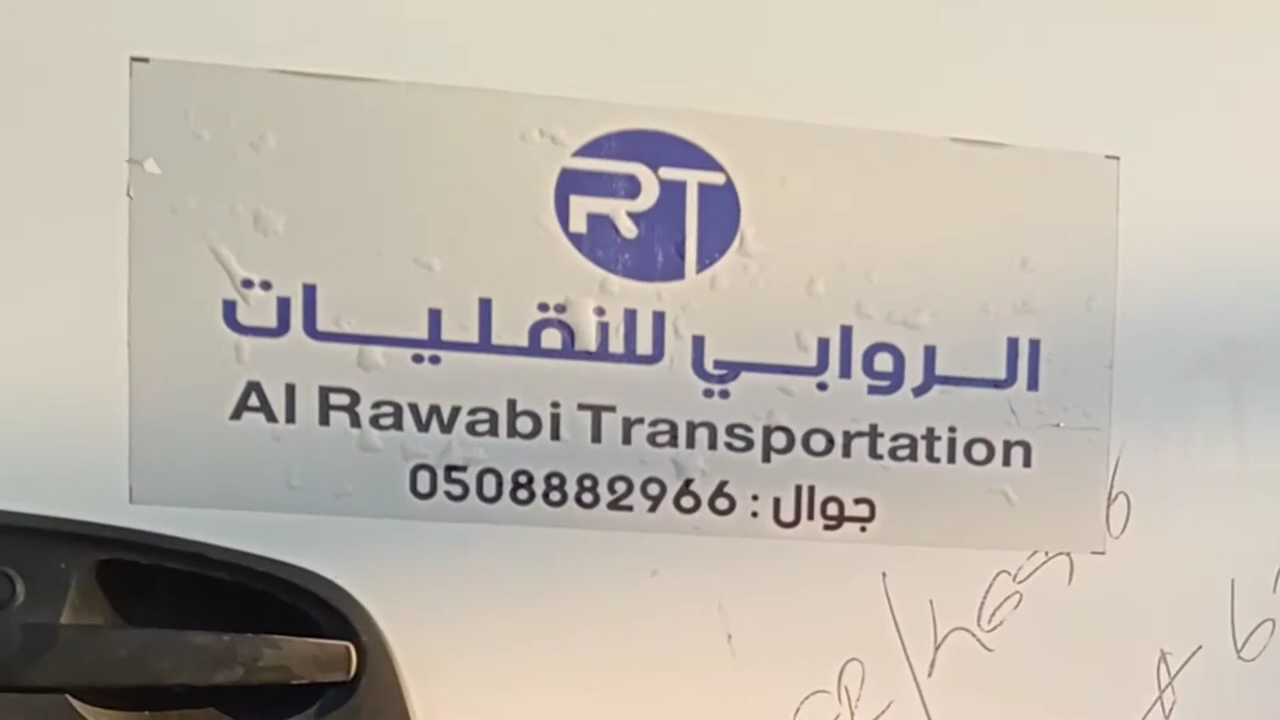 RT
الروابي للنقليات
Al Rawabi Transportation
جوال : 0508882966